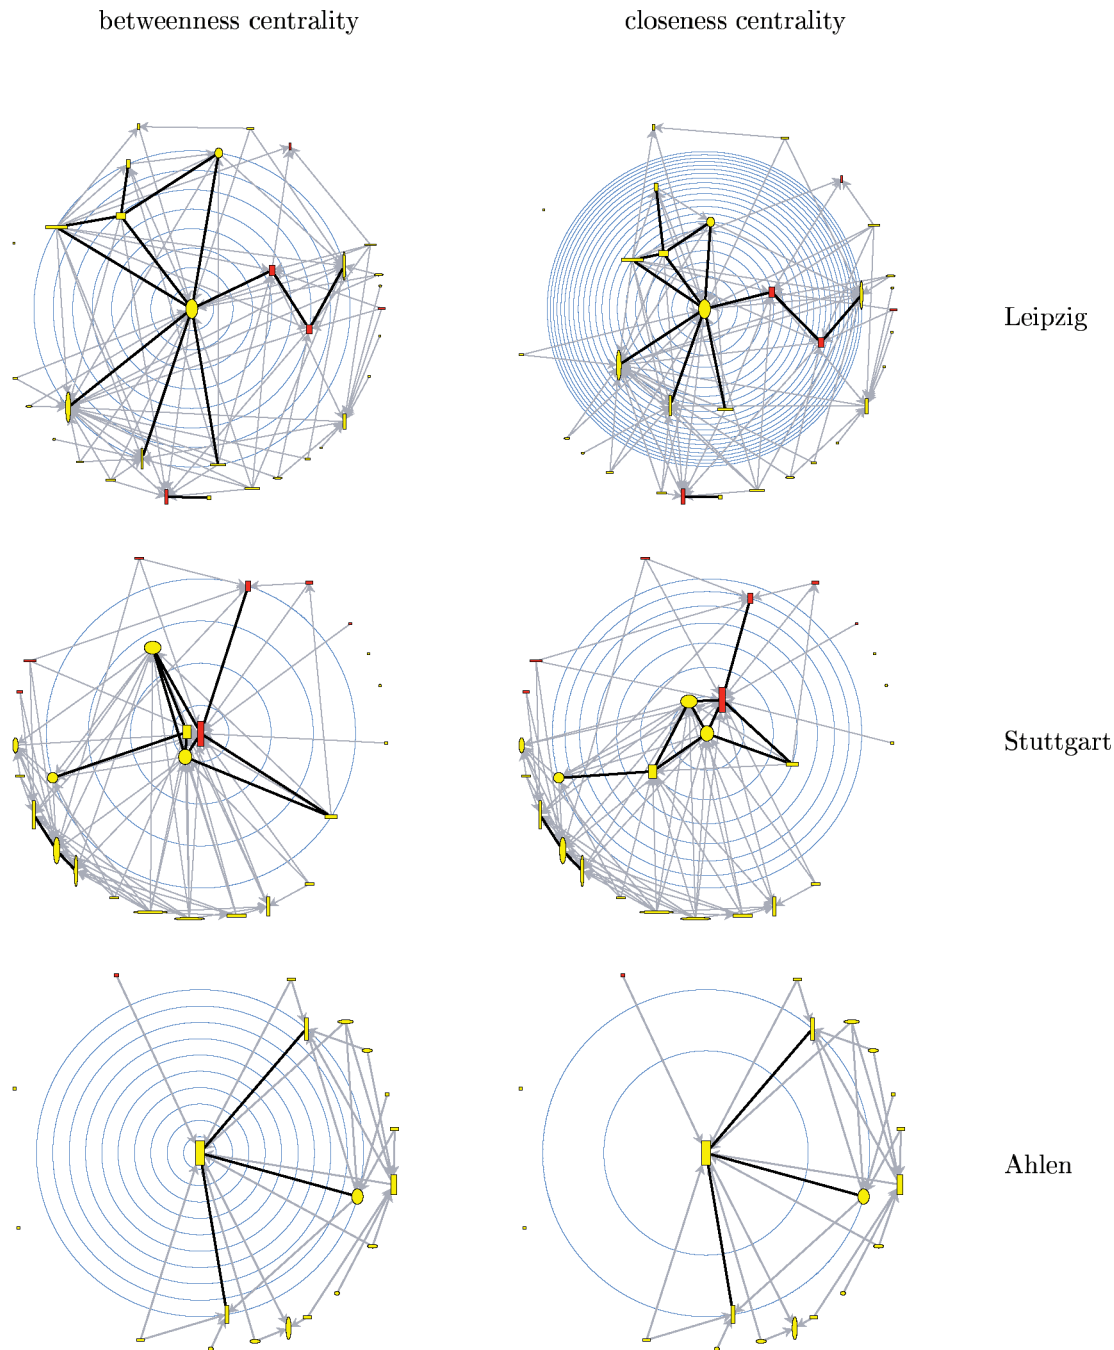 betweenness centrality
closeness centrality
Leipzig
Stuttgart
Ahlen